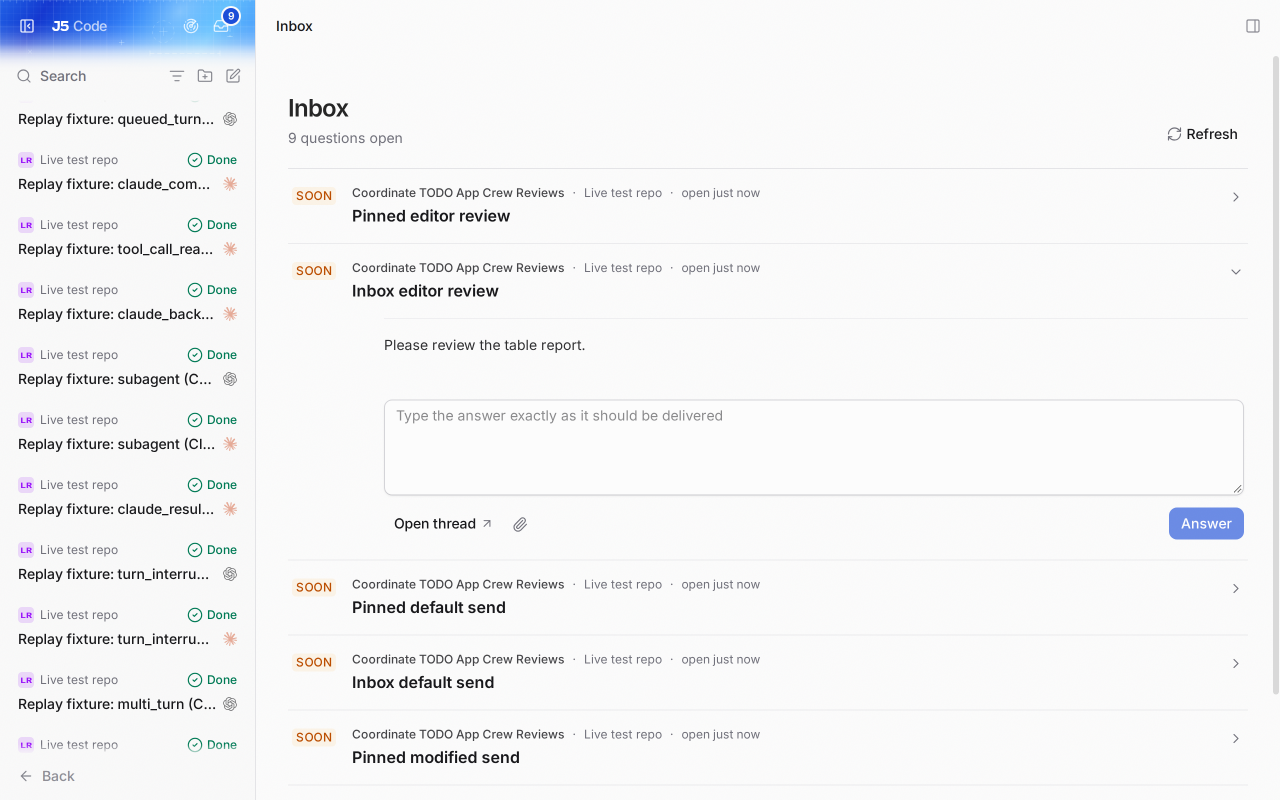 J5 Code
9
Search
Replay fixture: queued_turn...
LR Live test repo Done
Replay fixture: claude_com...
LR Live test repo Done
Replay fixture: tool_call_rea...
LR Live test repo Done
Replay fixture: claude_back...
LR Live test repo Done
Replay fixture: subagent (C...
LR Live test repo Done
Replay fixture: subagent (Cl...
LR Live test repo Done
Replay fixture: claude_resul...
LR Live test repo Done
Replay fixture: turn_interru...
LR Live test repo Done
Replay fixture: turn_interru...
LR Live test repo Done
Replay fixture: multi_turn (C...
LR Live test repo Done
Back
Inbox
Inbox
9 questions open
Refresh
SOON Coordinate TODO App Crew Reviews · Live test repo · open just now
Pinned editor review
SOON Coordinate TODO App Crew Reviews · Live test repo · open just now
Inbox editor review
Please review the table report.
Type the answer exactly as it should be delivered
Open thread
Answer
SOON Coordinate TODO App Crew Reviews · Live test repo · open just now
Pinned default send
SOON Coordinate TODO App Crew Reviews · Live test repo · open just now
Inbox default send
SOON Coordinate TODO App Crew Reviews · Live test repo · open just now
Pinned modified send